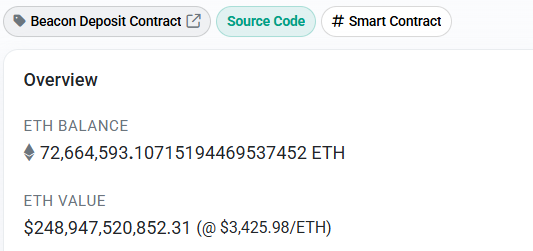 Beacon Deposit Contract Source Code # Smart Contract
Overview
ETH BALANCE
72,664,593.10715194469537452 ETH
ETH VALUE
$248,947,520,852.31 (@ $3,425.98/ETH)